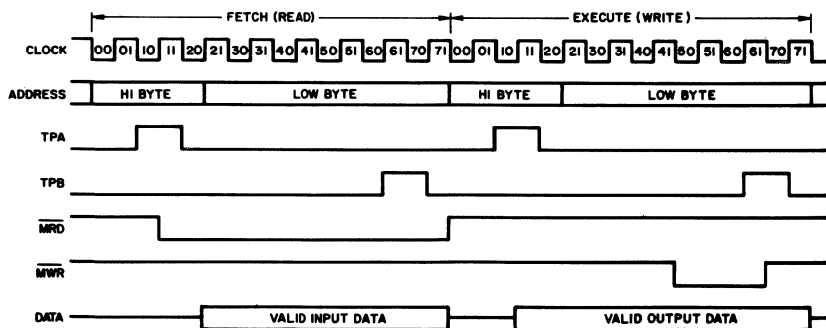 FETCH (READ) EXECUTE (WRITE)
CLOCK 00 01 10 11 20 21 30 31 40 41 50 51 60 61 70 71 00 01 10 11 20 21 30 31 40 41 50 51 60 61 70 71
ADDRESS HI BYTE LOW BYTE HI BYTE LOW BYTE
TPA
TPB
MRD
MWR
DATA VALID INPUT DATA VALID OUTPUT DATA